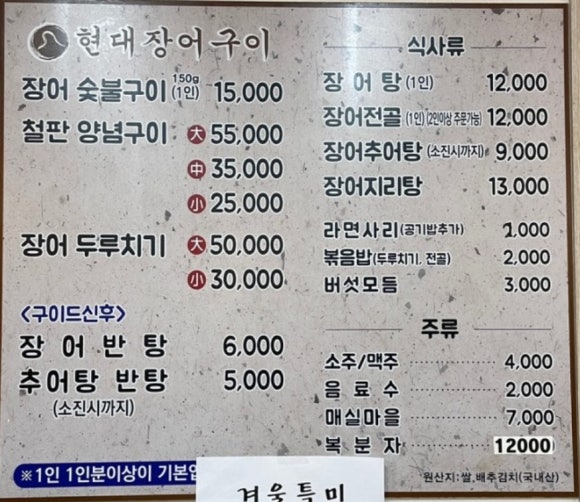 현대장어구이
장어 숯불구이 150g (1인) 15,000
철판 양념구이 大 55,000
中 35,000
小 25,000
장어 두루치기 大 50,000
小 30,000
<구이드신후>
장 어 반 탕 6,000
추어탕 반탕 5,000
(소진시까지)
※1인 1인분이상이 기본
식사류
장 어 탕 (1인) 12,000
장어전골 (1인) (2인이상 주문가능) 12,000
장어추어탕 (소진시까지) 9,000
장어지리탕 13,000
라면사리(공기밥추가) 1,000
볶음밥(두루치기. 전골) 2,000
버섯모듬 3,000
주류
소주/맥주 4,000
음 료 수 2,000
매실마을 7,000
복 분 자 12000
원산지: 쌀,배추김치(국내산)
겨울특미